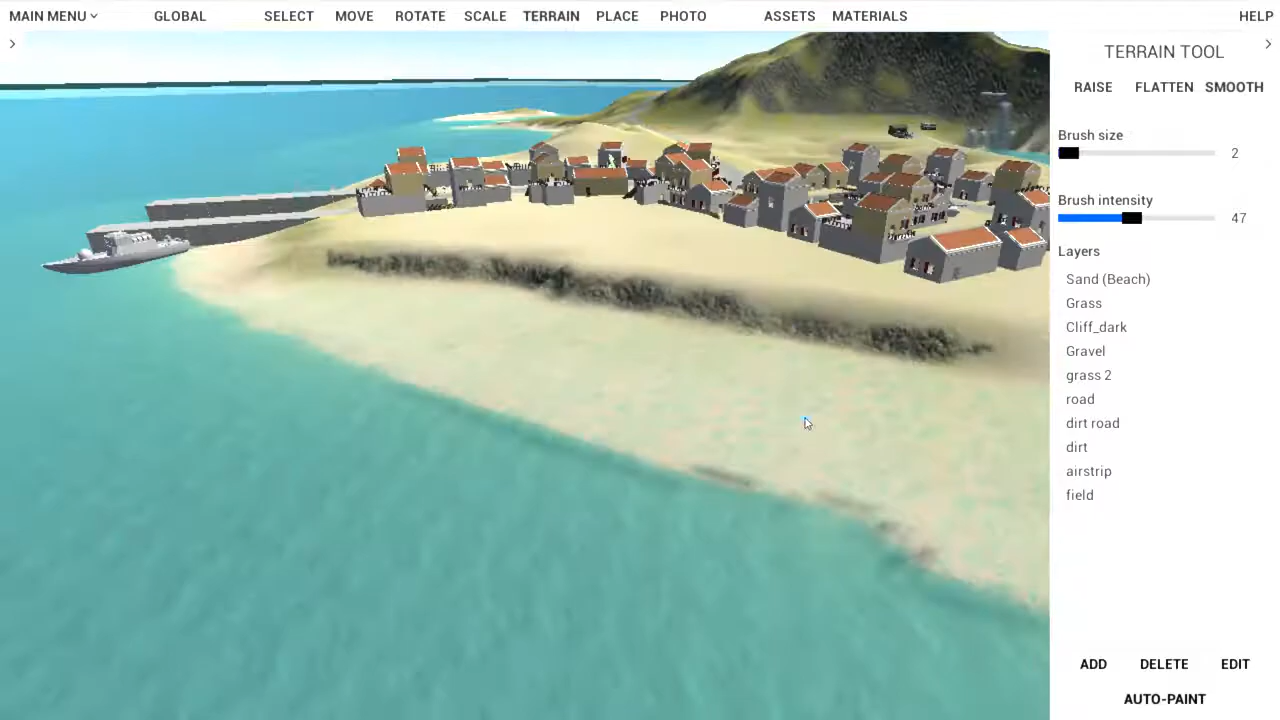 MAIN MENU GLOBAL SELECT MOVE ROTATE SCALE TERRAIN PLACE PHOTO ASSETS MATERIALS HELP
TERRAIN TOOL
RAISE FLATTEN SMOOTH
Brush size
2
Brush intensity
47
Layers
Sand (Beach)
Grass
Cliff_dark
Gravel
grass 2
road
dirt road
dirt
airstrip
field
ADD DELETE EDIT
AUTO-PAINT